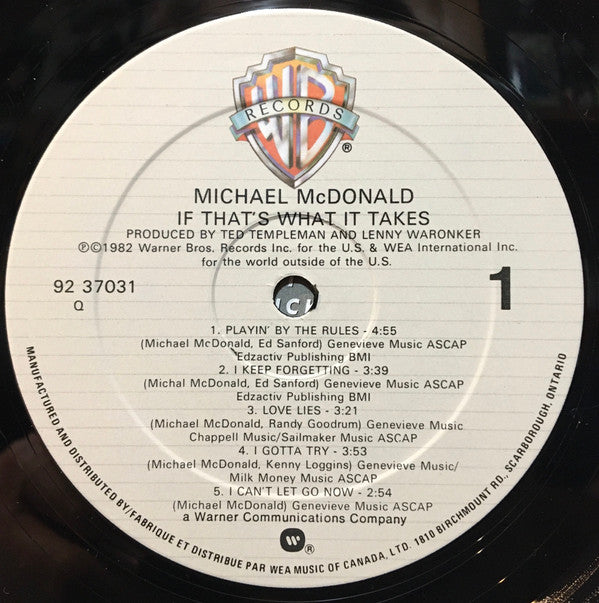 WB
RECORDS
®
MICHAEL McDONALD
IF THAT'S WHAT IT TAKES
PRODUCED BY TED TEMPLEMAN AND LENNY WARONKER
Ⓟ©1982 Warner Bros. Records Inc. for the U.S. & WEA International Inc.
for the world outside of the U.S.
92 37031
Q
1
1. PLAYIN' BY THE RULES - 4:55
(Michael McDonald, Ed Sanford) Genevieve Music ASCAP
Edzactiv Publishing BMI
2. I KEEP FORGETTING - 3:39
(Michal McDonald, Ed Sanford) Genevieve Music ASCAP
Edzactiv Publishing BMI
3. LOVE LIES - 3:21
(Michael McDonald, Randy Goodrum) Genevieve Music
Chappell Music/Sailmaker Music ASCAP
4. I GOTTA TRY - 3:53
(Michael McDonald, Kenny Loggins) Genevieve Music/
Milk Money Music ASCAP
5. I CAN'T LET GO NOW - 2:54
(Michael McDonald) Genevieve Music ASCAP
a Warner Communications Company
®
MANUFACTURED AND DISTRIBUTED BY/FABRIQUE ET DISTRIBUE PAR WEA MUSIC OF CANADA, LTD. 1810 BIRCHMOUNT RD., SCARBOROUGH, ONTARIO